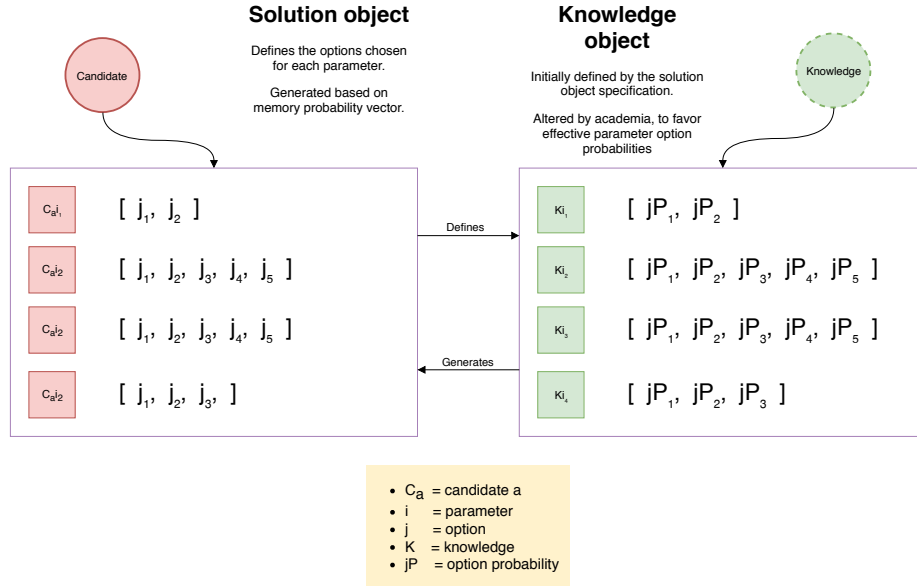 Solution object
Defines the options chosen
for each parameter.
Generated based on
memory probability vector.
Candidate
Knowledge
object
Initially defined by the solution
object specification.
Altered by academia, to favor
effective parameter option
probabilities
Knowledge
Cai1 [ j1, j2 ]
Cai2 [ j1, j2, j3, j4, j5 ]
Cai2 [ j1, j2, j3, j4, j5 ]
Cai2 [ j1, j2, j3, ]
Defines
Generates
Ki1 [ jP1, jP2 ]
Ki2 [ jP1, jP2, jP3, jP4, jP5 ]
Ki3 [ jP1, jP2, jP3, jP4, jP5 ]
Ki4 [ jP1, jP2, jP3 ]
• Ca = candidate a
• i = parameter
• j = option
• K = knowledge
• jP = option probability